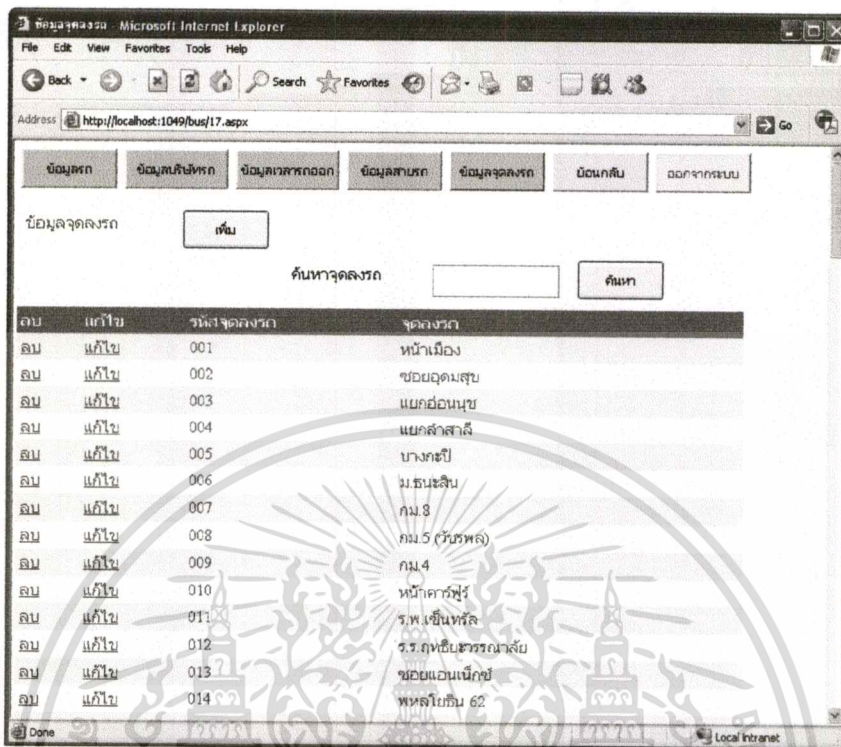 ข้อมูลจุดลงรถ - Microsoft Internet Explorer
File Edit View Favorites Tools Help
Back Search Favorites
Address http://localhost:1049/bus/17.aspx Go
ข้อมูลรถ ข้อมูลบริษัทรถ ข้อมูลเวลารถออก ข้อมูลสายรถ ข้อมูลจุดลงรถ ย้อนกลับ ออกจากระบบ
ข้อมูลจุดลงรถ เพิ่ม
ค้นหาจุดลงรถ ค้นหา
ลบ แก้ไข รหัสจุดลงรถ จุดลงรถ
ลบ แก้ไข 001 หน้าเมือง
ลบ แก้ไข 002 ซอยอุดมสุข
ลบ แก้ไข 003 แยกอ่อนนุช
ลบ แก้ไข 004 แยกลำสาลี
ลบ แก้ไข 005 บางกะปิ
ลบ แก้ไข 006 ม.ธนะสิน
ลบ แก้ไข 007 กม.8
ลบ แก้ไข 008 กม.5 (วัชรพล)
ลบ แก้ไข 009 กม.4
ลบ แก้ไข 010 หน้าคาร์ฟูร์
ลบ แก้ไข 011 ร.พ.เซ็นทรัล
ลบ แก้ไข 012 ร.ร.ฤทธิยะวรรณาลัย
ลบ แก้ไข 013 ซอยแอนเน็กซ์
ลบ แก้ไข 014 พหลโยธิน 62
Done Local intranet